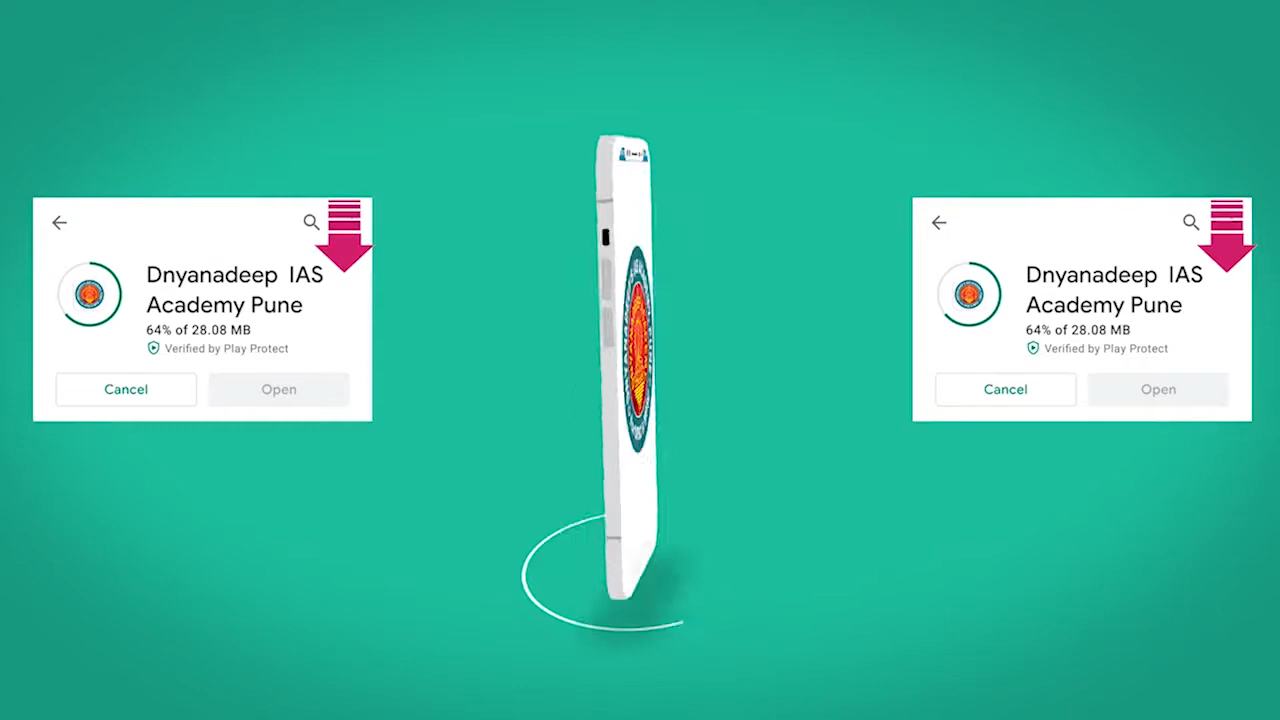 Dnyanadeep IAS
Academy Pune
64% of 28.08 MB
Verified by Play Protect
Cancel
Open
Dnyanadeep IAS
Academy Pune
64% of 28.08 MB
Verified by Play Protect
Cancel
Open